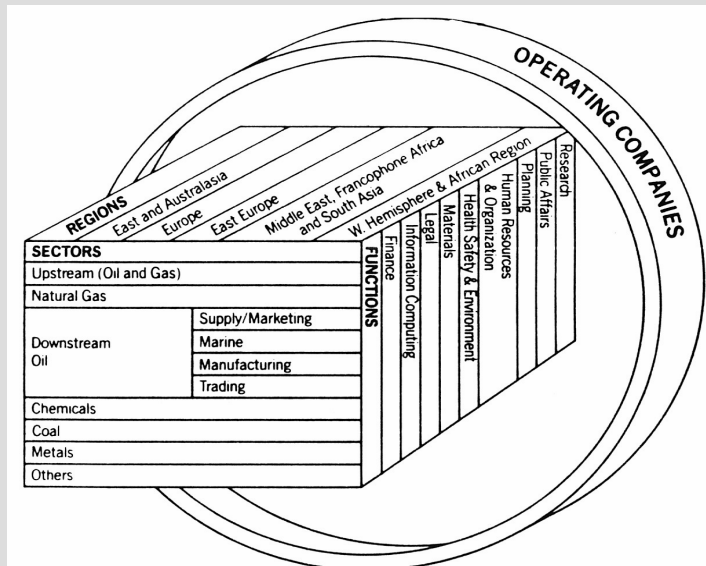 OPERATING COMPANIES
REGIONS
East and Australasia
Europe
East Europe
Middle East, Francophone Africa
and South Asia
W. Hemisphere & African Region
SECTORS
Upstream (Oil and Gas)
Natural Gas
Downstream
Oil
Supply/Marketing
Marine
Manufacturing
Trading
Chemicals
Coal
Metals
Others
FUNCTIONS
Finance
Information Computing
Legal
Materials
Health Safety & Environment
Human Resources
& Organization
Planning
Public Affairs
Research